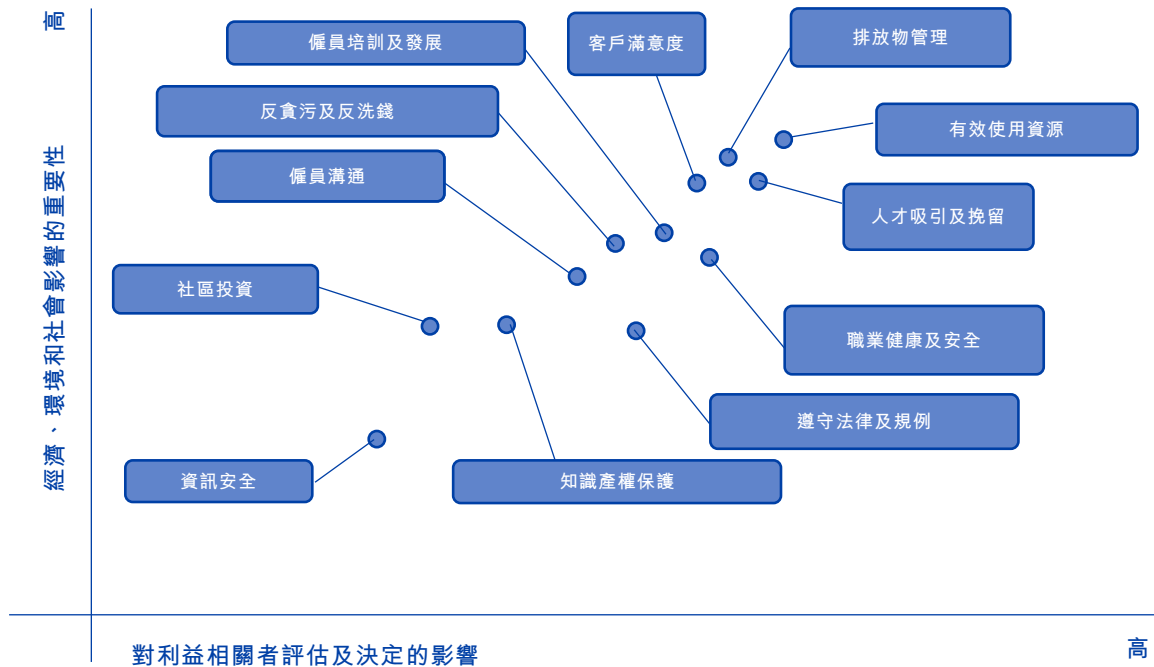 高
經濟、環境和社會影響的重要性
僱員培訓及發展
客戶滿意度
排放物管理
反貪污及反洗錢
有效使用資源
僱員溝通
人才吸引及挽留
社區投資
職業健康及安全
遵守法律及規例
資訊安全
知識產權保護
對利益相關者評估及決定的影響
高